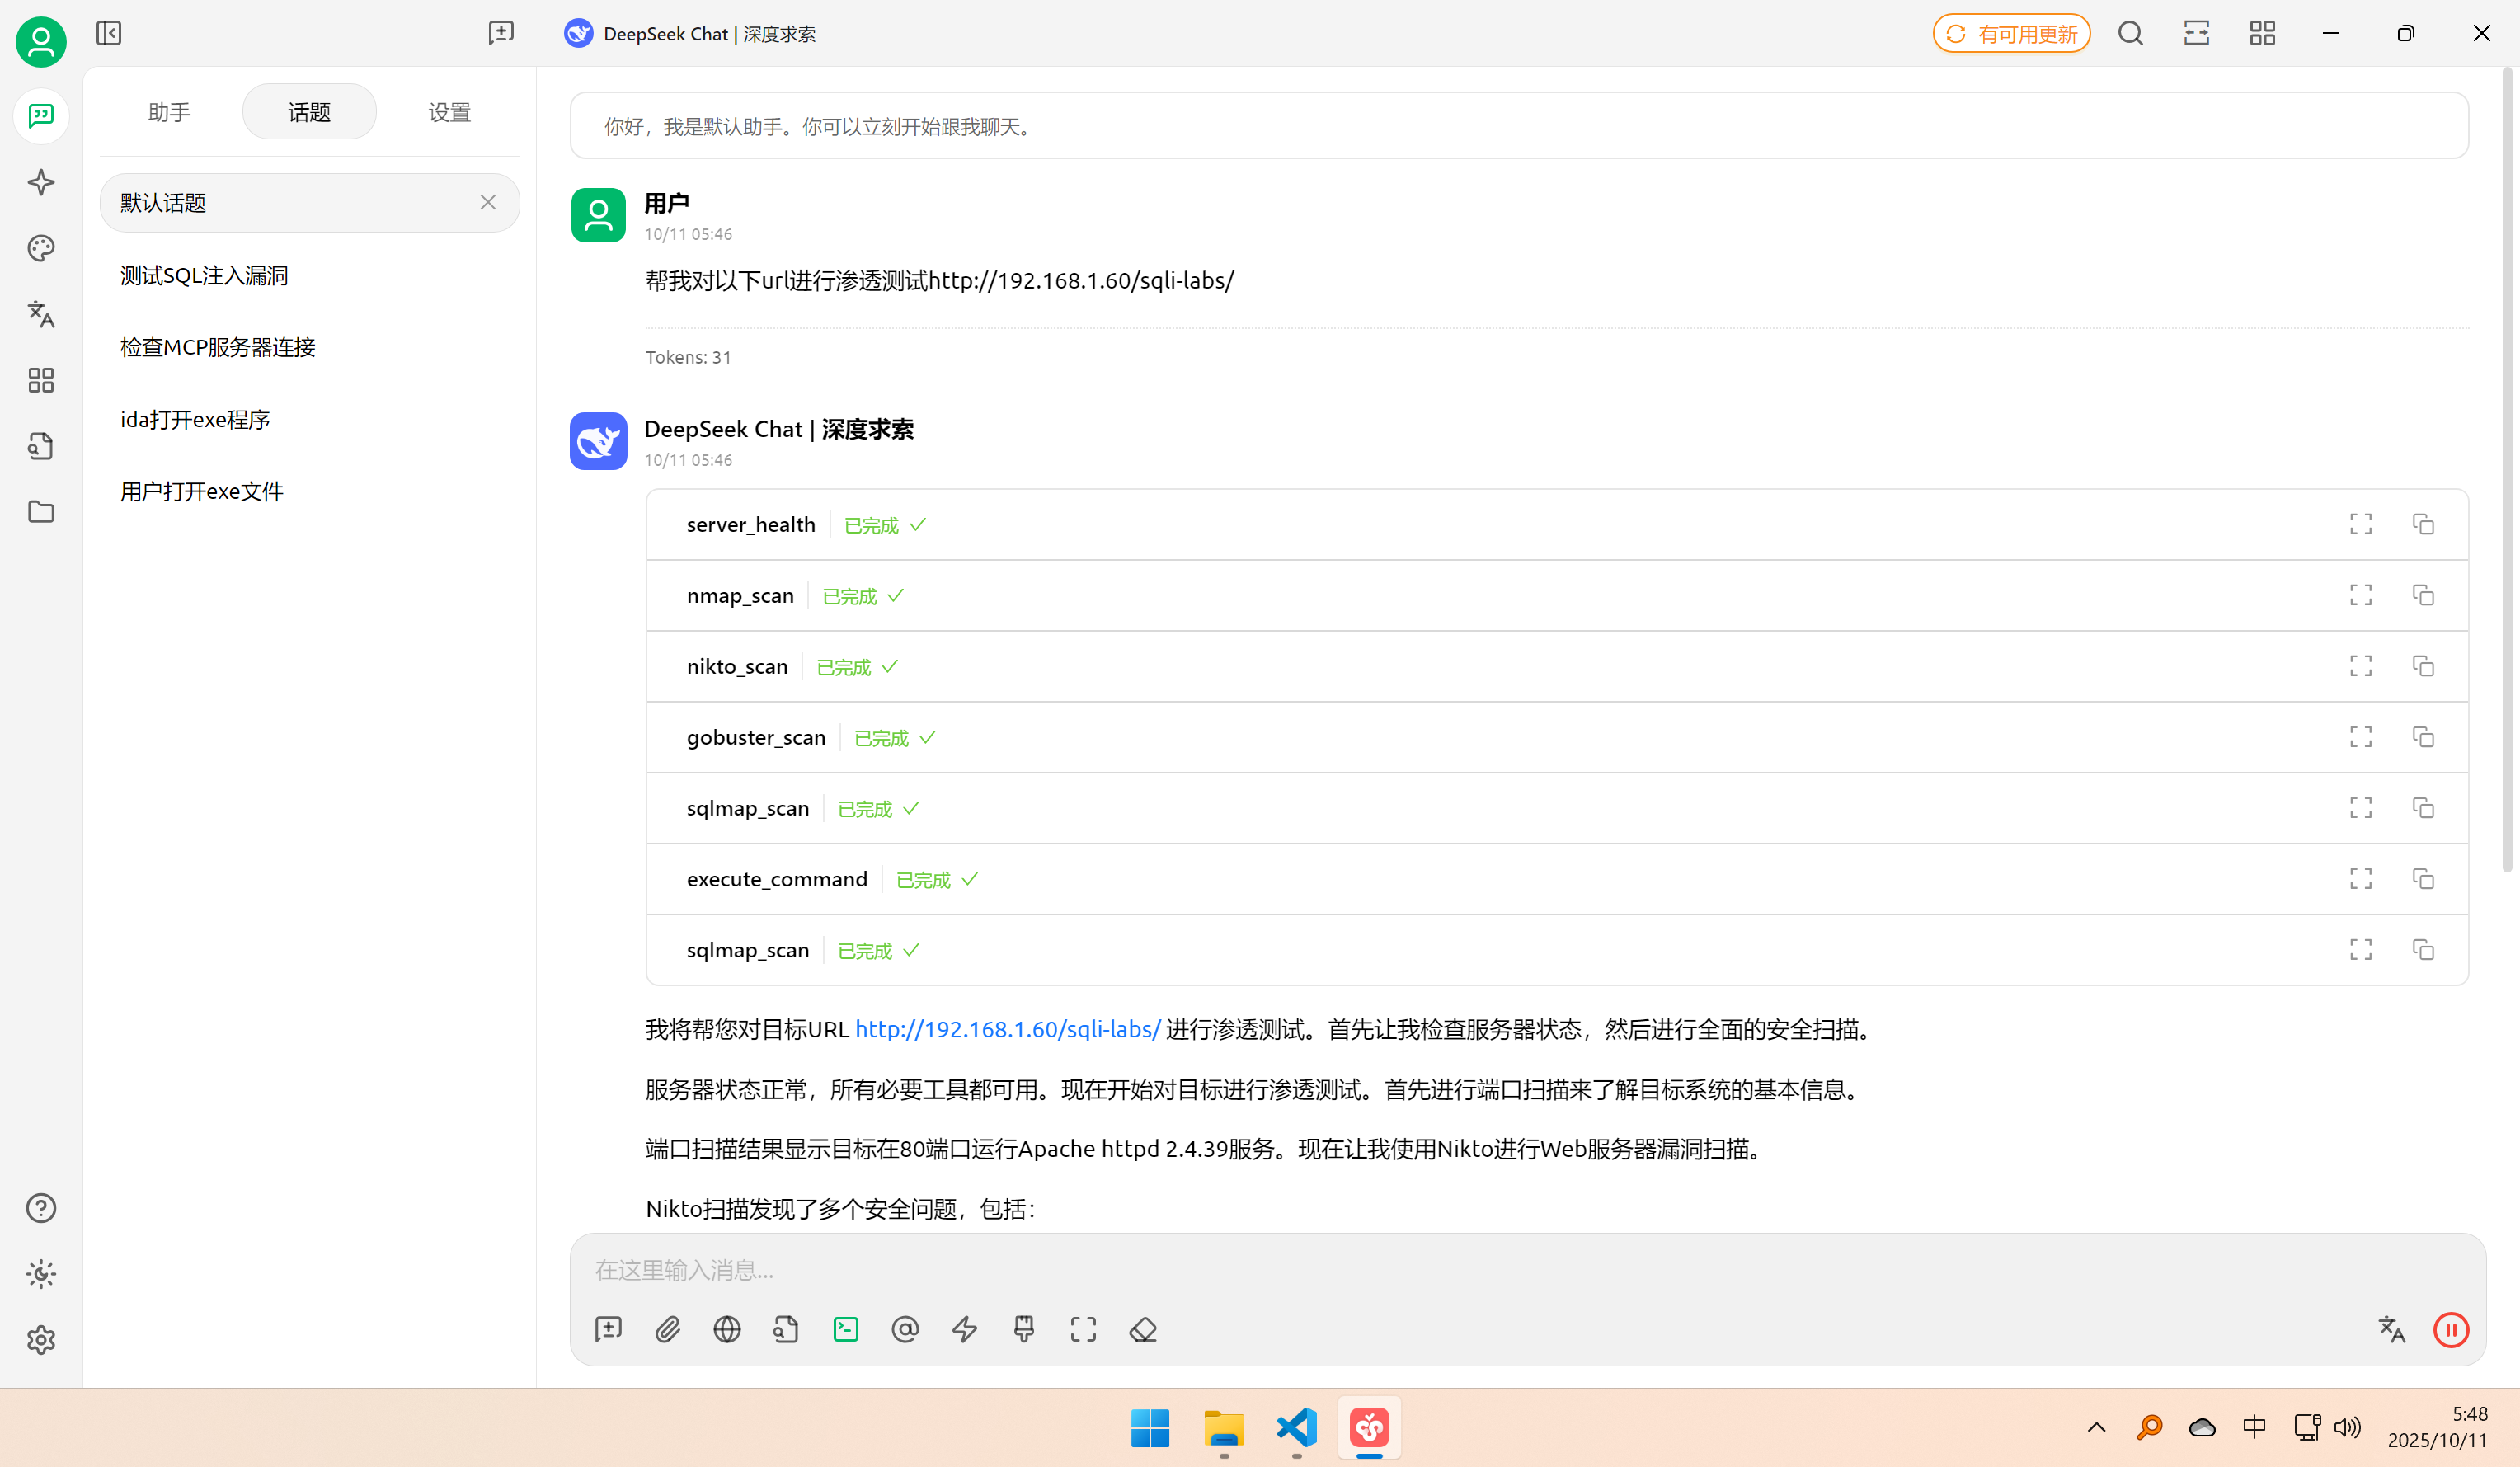 DeepSeek Chat | 深度求索
有可用更新
助手
话题
设置
默认话题
测试SQL注入漏洞
检查MCP服务器连接
ida打开exe程序
用户打开exe文件
你好，我是默认助手。你可以立刻开始跟我聊天。
用户
10/11 05:46
帮我对以下url进行渗透测试http://192.168.1.60/sqli-labs/
Tokens: 31
DeepSeek Chat | 深度求索
10/11 05:46
server_health 已完成
nmap_scan 已完成
nikto_scan 已完成
gobuster_scan 已完成
sqlmap_scan 已完成
execute_command 已完成
sqlmap_scan 已完成
我将帮您对目标URL http://192.168.1.60/sqli-labs/ 进行渗透测试。首先让我检查服务器状态，然后进行全面的安全扫描。
服务器状态正常，所有必要工具都可用。现在开始对目标进行渗透测试。首先进行端口扫描来了解目标系统的基本信息。
端口扫描结果显示目标在80端口运行Apache httpd 2.4.39服务。现在让我使用Nikto进行Web服务器漏洞扫描。
Nikto扫描发现了多个安全问题，包括：
在这里输入消息...
中
5:48
2025/10/11